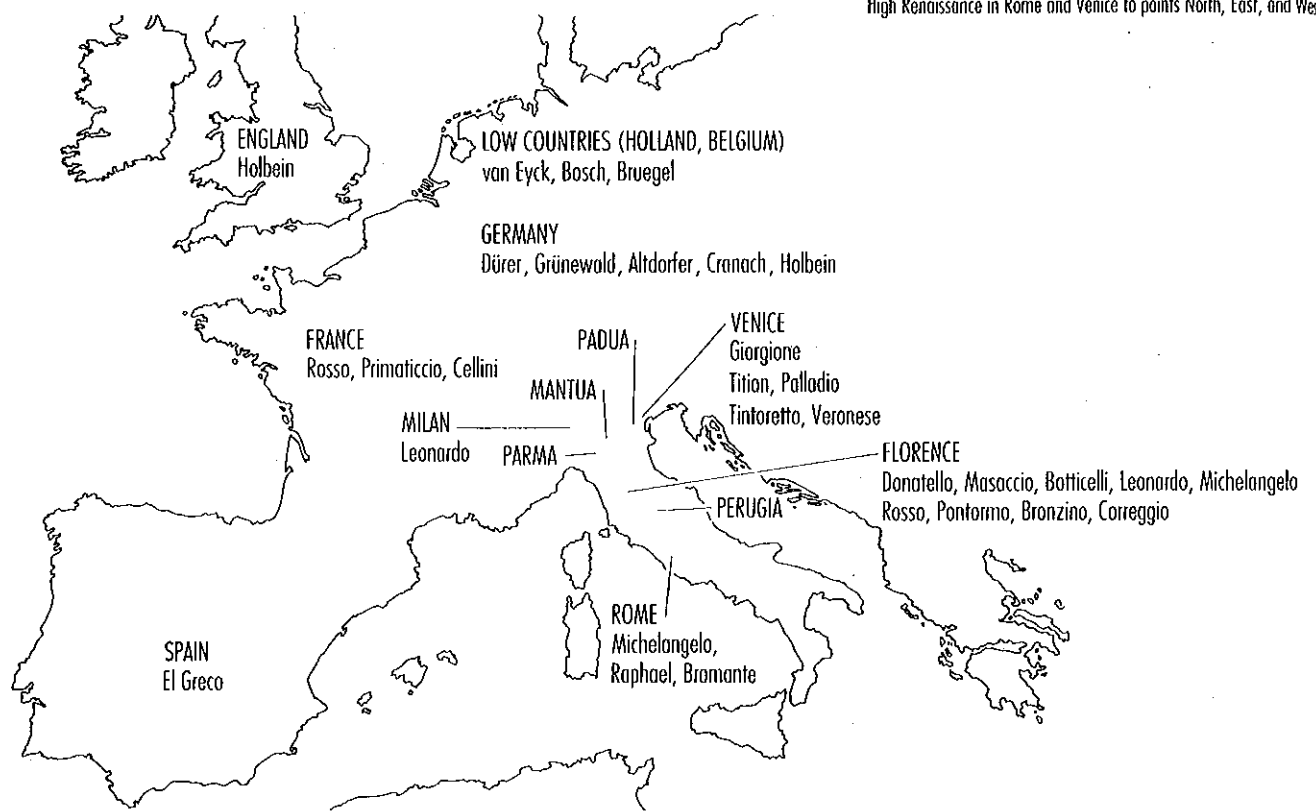 High Renaissance in Rome and Venice to points North, East, and Wes
ENGLAND
Holbein
LOW COUNTRIES (HOLLAND, BELGIUM)
van Eyck, Bosch, Bruegel
GERMANY
Dürer, Grünewald, Altdorfer, Cranach, Holbein
FRANCE
Rosso, Primaticcio, Cellini
PADUA
VENICE
Giorgione
Tition, Palladio
Tintoretto, Veronese
MANTUA
MILAN
Leonardo
PARMA
FLORENCE
Donatello, Masaccio, Botticelli, Leonardo, Michelangelo
Rosso, Pontormo, Bronzino, Correggio
PERUGIA
ROME
Michelangelo,
Raphael, Bramante
SPAIN
El Greco